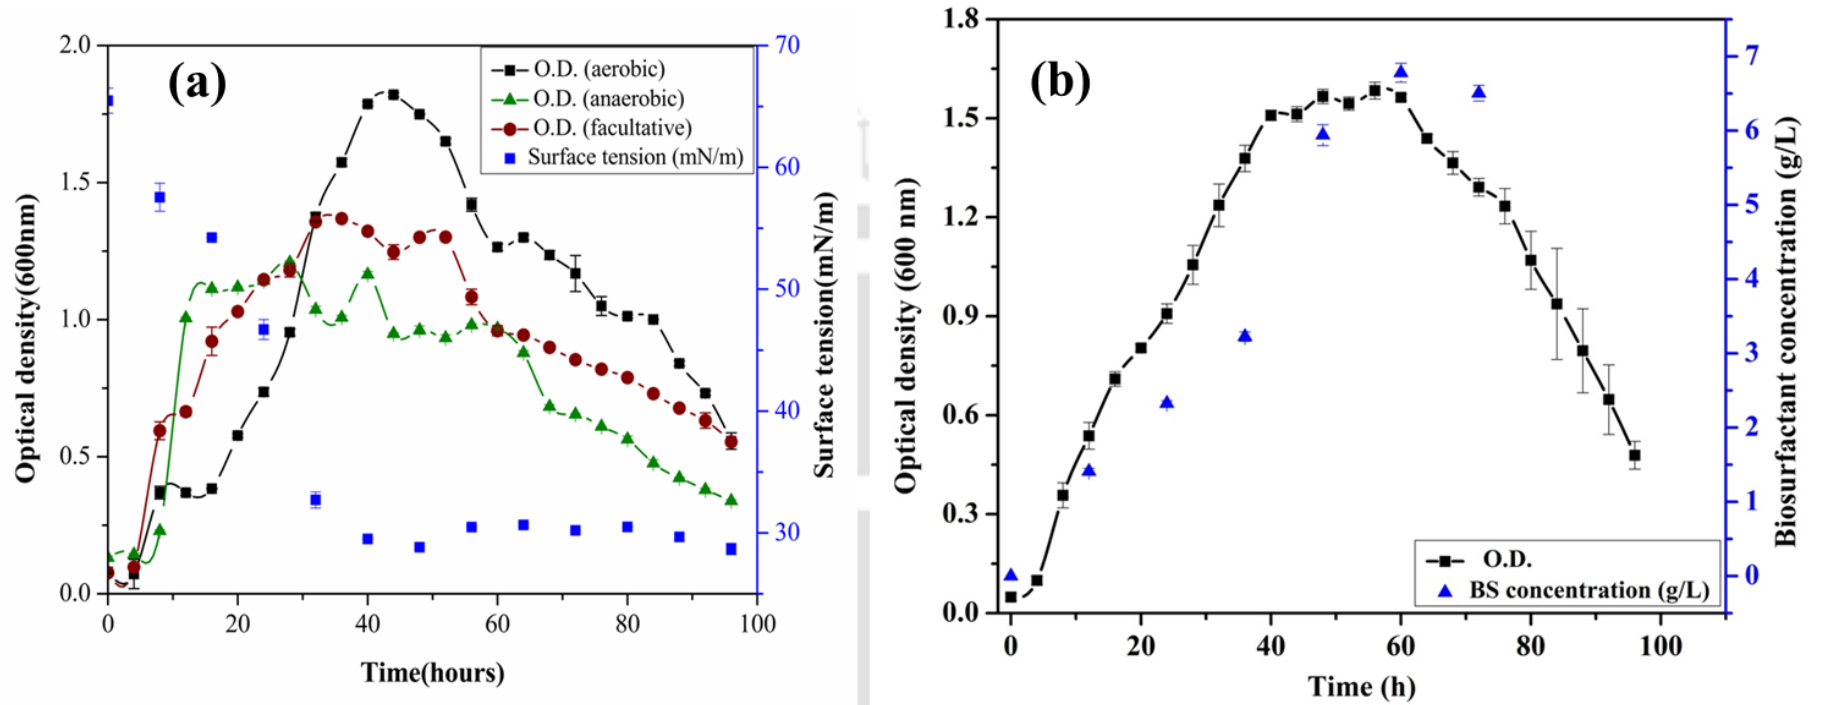 (a)
O.D. (aerobic)
O.D. (anaerobic)
O.D. (facultative)
Surface tension (mN/m)
Optical density(600nm)
2.0
1.5
1.0
0.5
0.0
0 20 40 60 80 100
Time(hours)
70
60
50
40
30
Surface tension(mN/m)
(b)
Optical density (600 nm)
1.8
1.5
1.2
0.9
0.6
0.3
0.0
0 20 40 60 80 100
Time (h)
7
6
5
4
3
2
1
0
Biosurfactant concentration (g/L)
O.D.
BS concentration (g/L)